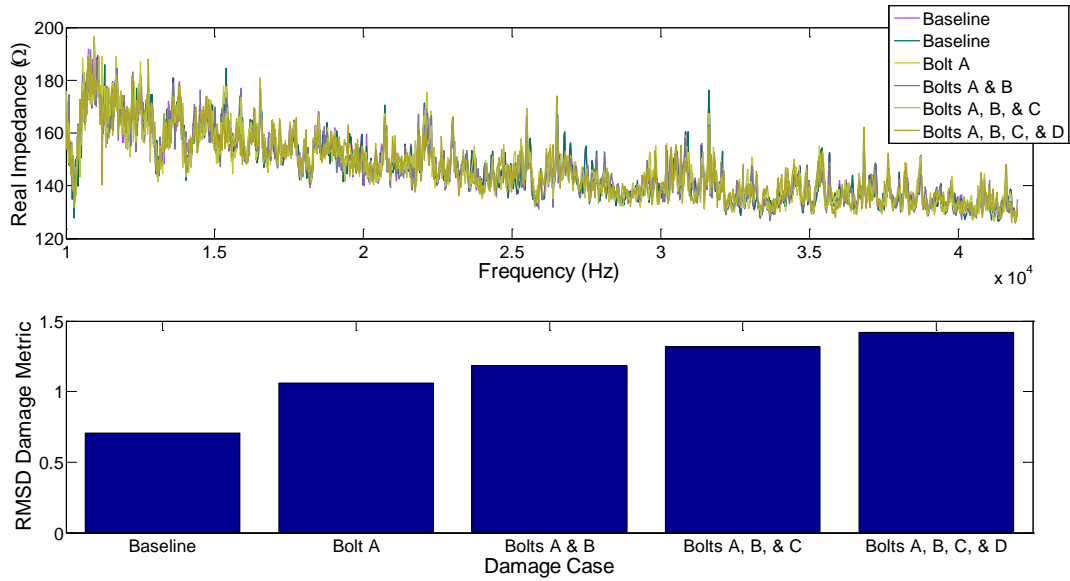 Baseline
Baseline
Bolt A
Bolts A & B
Bolts A, B, & C
Bolts A, B, C, & D
Real Impedance (Ω)
200
180
160
140
120
1
1.5
2
2.5
3
3.5
4
Frequency (Hz)
x 10^4
RMSD Damage Metric
1.5
1
0.5
0
Baseline
Bolt A
Bolts A & B
Bolts A, B, & C
Bolts A, B, C, & D
Damage Case